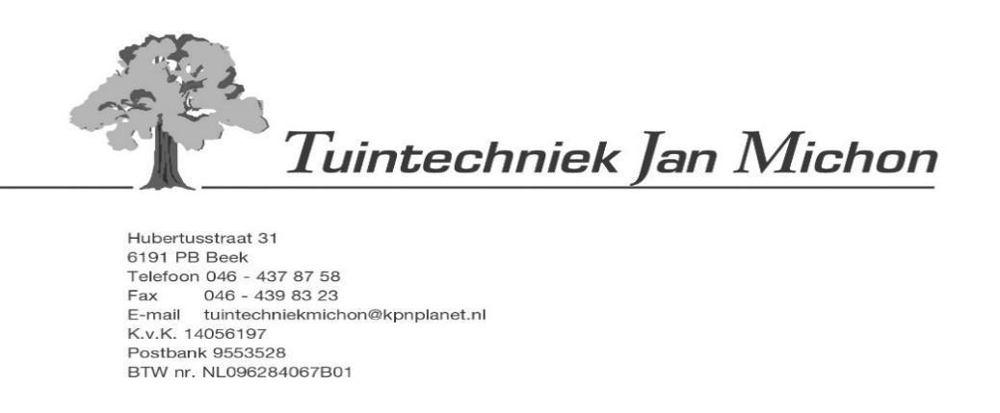 Tuintechniek Jan Michon
Hubertusstraat 31
6191 PB Beek
Telefoon 046 - 437 87 58
Fax 046 - 439 83 23
E-mail tuintechniekmichon@kpnplanet.nl
K.v.K. 14056197
Postbank 9553528
BTW nr. NL096284067B01